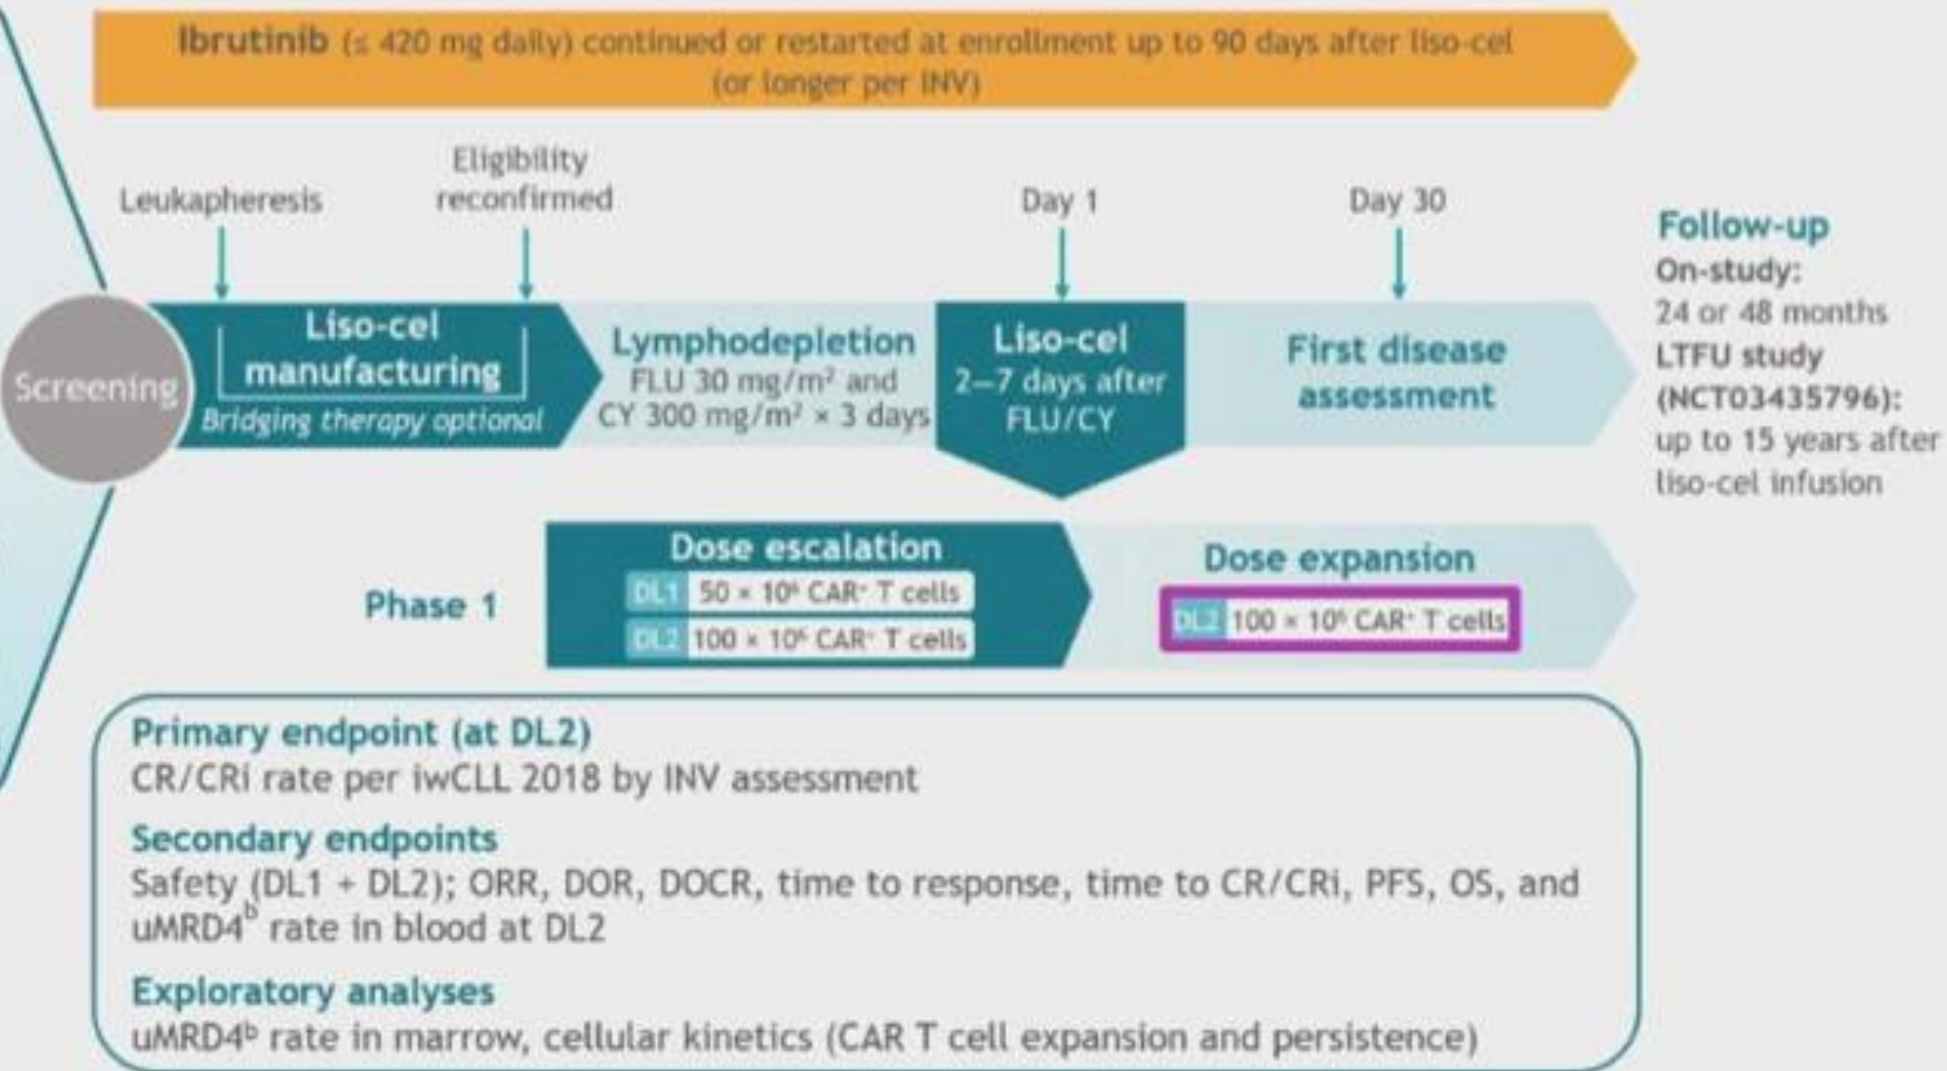 Ibrutinib (≤ 420 mg daily) continued or restarted at enrollment up to 90 days after liso-cel
(or longer per INV)
Leukapheresis
Eligibility
reconfirmed
Day 1
Day 30
Screening
Liso-cel
manufacturing
Bridging therapy optional
Lymphodepletion
FLU 30 mg/m² and
CY 300 mg/m² × 3 days
Liso-cel
2–7 days after
FLU/CY
First disease
assessment
Follow-up
On-study:
24 or 48 months
LTFU study
(NCT03435796):
up to 15 years after
liso-cel infusion
Phase 1
Dose escalation
DL1 50 × 10⁶ CAR⁺ T cells
DL2 100 × 10⁶ CAR⁺ T cells
Dose expansion
DL2 100 × 10⁶ CAR⁺ T cells
Primary endpoint (at DL2)
CR/CRi rate per iwCLL 2018 by INV assessment
Secondary endpoints
Safety (DL1 + DL2); ORR, DOR, DOCR, time to response, time to CR/CRi, PFS, OS, and
uMRD4ᵇ rate in blood at DL2
Exploratory analyses
uMRD4ᵇ rate in marrow, cellular kinetics (CAR T cell expansion and persistence)